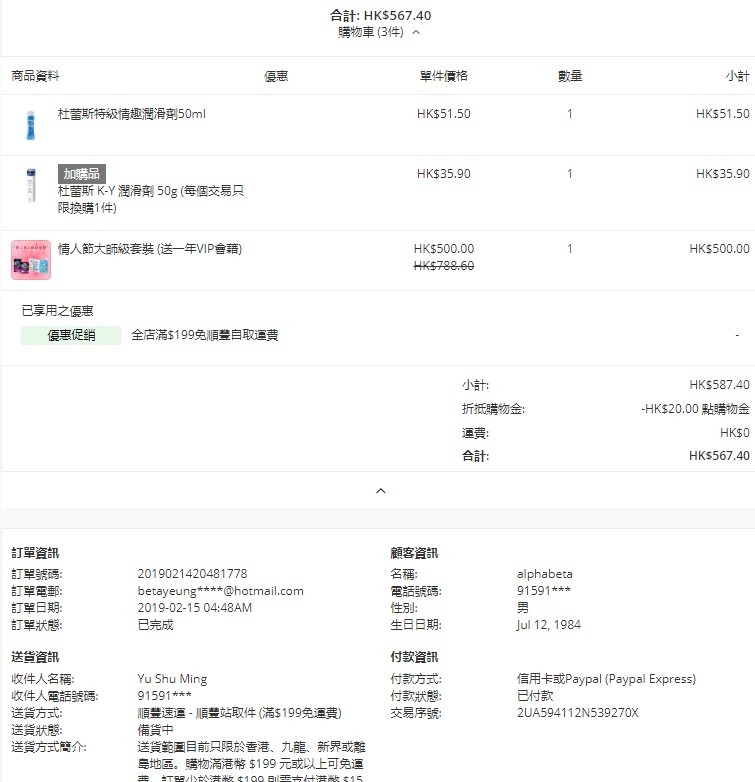 合計: HK$567.40
購物車 (3件)
商品資料 優惠 單件價格 數量 小計
杜蕾斯特級情趣潤滑劑50ml HK$51.50 1 HK$51.50
加購品 HK$35.90 1 HK$35.90
杜蕾斯 K-Y 潤滑劑 50g (每個交易只
限換購1件)
情人節大師級套裝 (送一年VIP會藉) HK$500.00 1 HK$500.00
HK$788.60
已享用之優惠
優惠促銷 全店滿$199免順豐自取運費 -
小計: HK$587.40
折抵購物金: -HK$20.00 點購物金
運費: HK$0
合計: HK$567.40
訂單資訊
訂單號碼: 2019021420481778
訂單電郵: betayeung****@hotmail.com
訂單日期: 2019-02-15 04:48AM
訂單狀態: 已完成
顧客資訊
名稱: alphabeta
電話號碼: 91591***
性別: 男
生日日期: Jul 12, 1984
送貨資訊
收件人名稱: Yu Shu Ming
收件人電話號碼: 91591***
送貨方式: 順豐速運 - 順豐站取件 (滿$199免運費)
送貨狀態: 備貨中
送貨方式簡介: 送貨範圍目前只限於香港、九龍、新界或離
島地區。購物滿港幣 $199 元或以上可免運
費，訂單少於港幣 $199 則需支付港幣 $15
付款資訊
付款方式: 信用卡或Paypal (Paypal Express)
付款狀態: 已付款
交易序號: 2UA594112N539270X